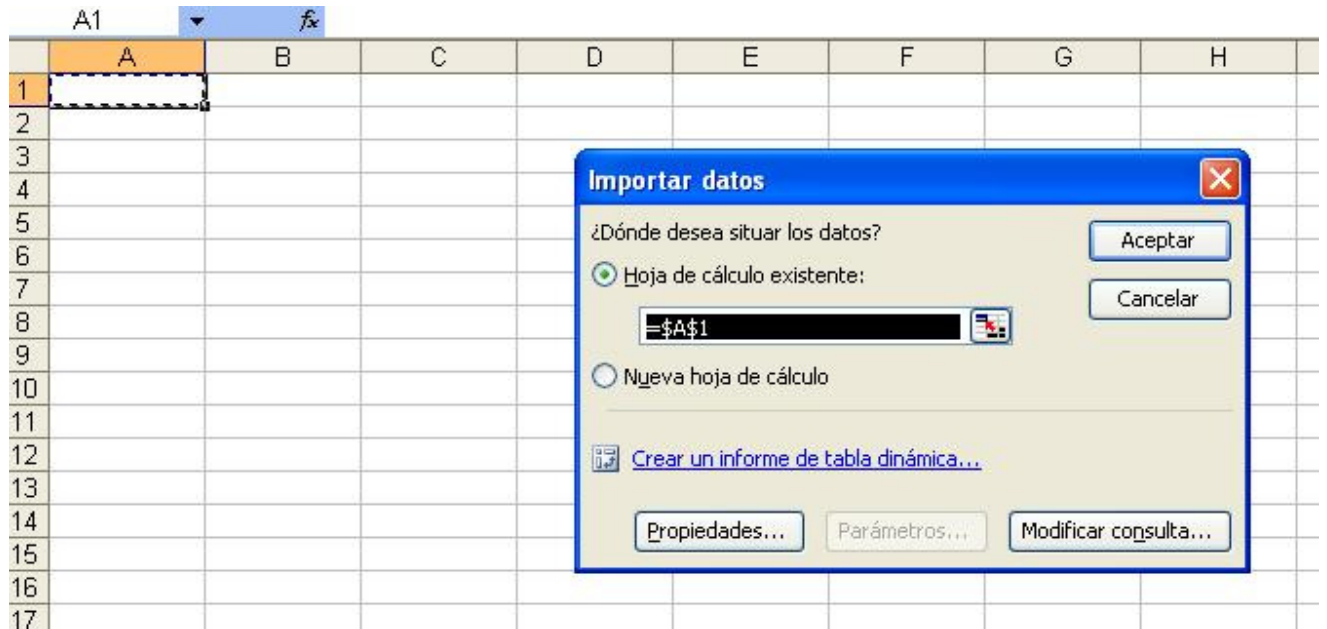 A1 fx
A B C D E F G H
1
2
3
4
5
6
7
8
9
10
11
12
13
14
15
16
17
Importar datos
¿Dónde desea situar los datos?
Aceptar
Hoja de cálculo existente:
Cancelar
=$A$1
Nueva hoja de cálculo
Crear un informe de tabla dinámica...
Propiedades... Parámetros... Modificar consulta...